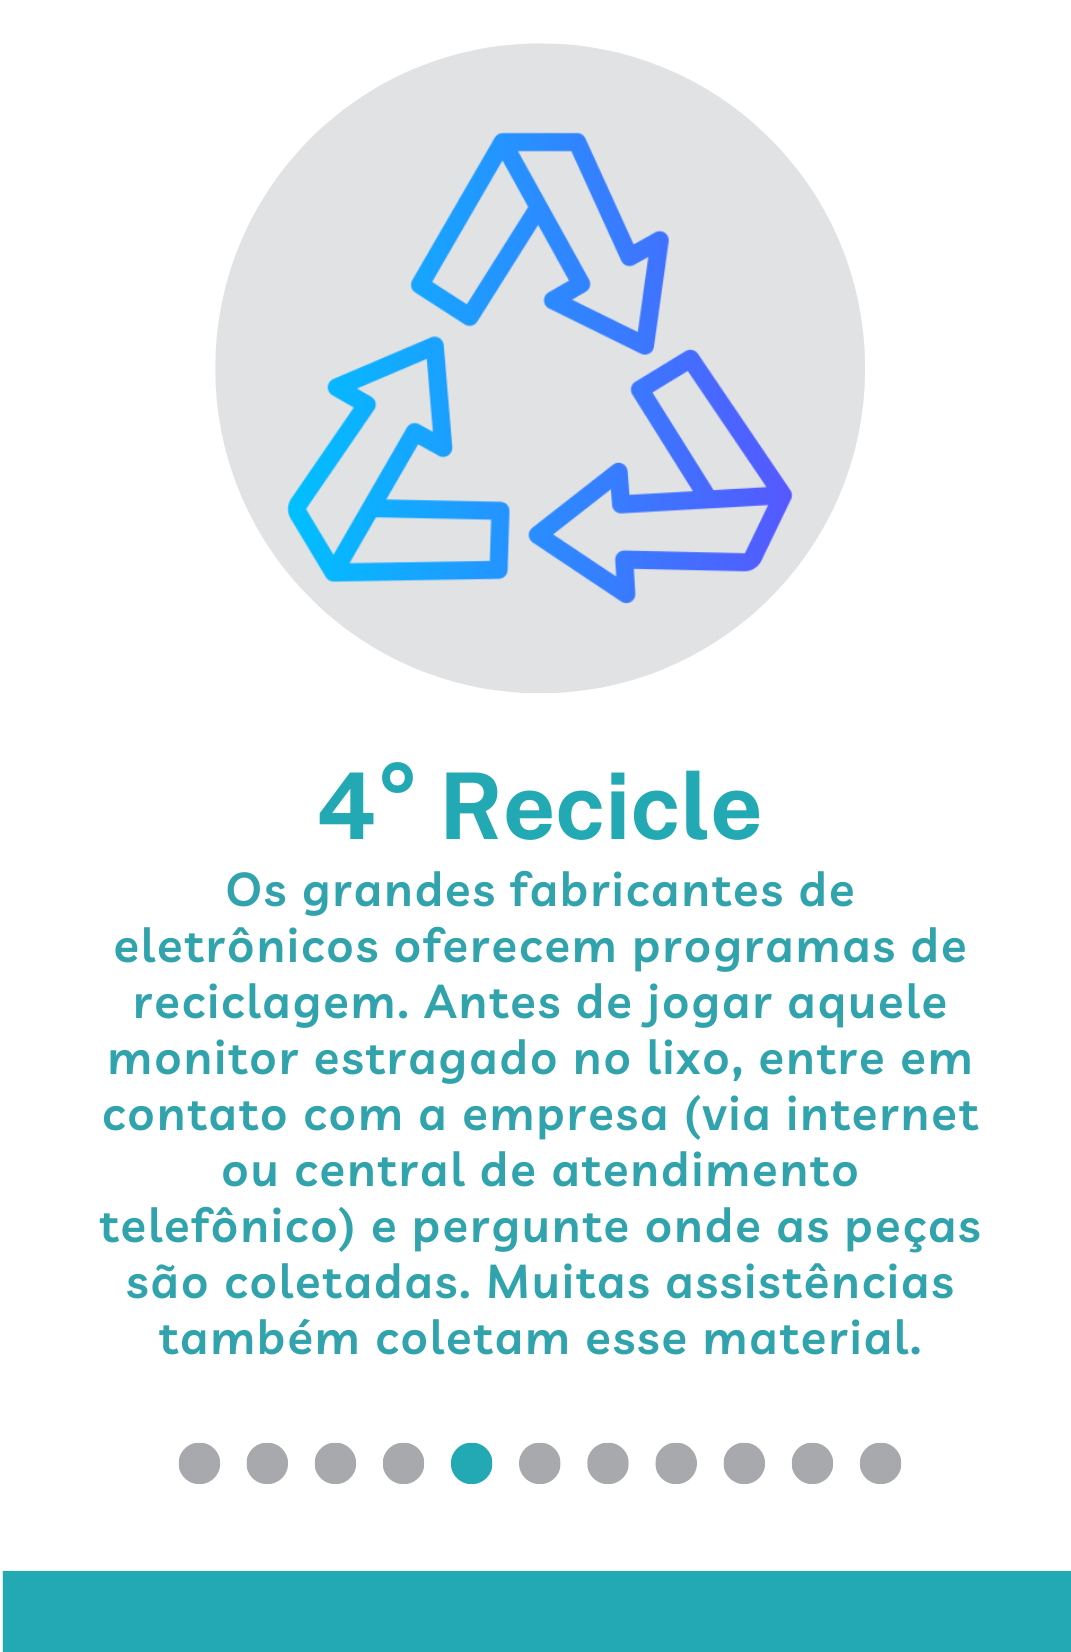 4° Recicle
Os grandes fabricantes de
eletrônicos oferecem programas de
reciclagem. Antes de jogar aquele
monitor estragado no lixo, entre em
contato com a empresa (via internet
ou central de atendimento
telefônico) e pergunte onde as peças
são coletadas. Muitas assistências
também coletam esse material.